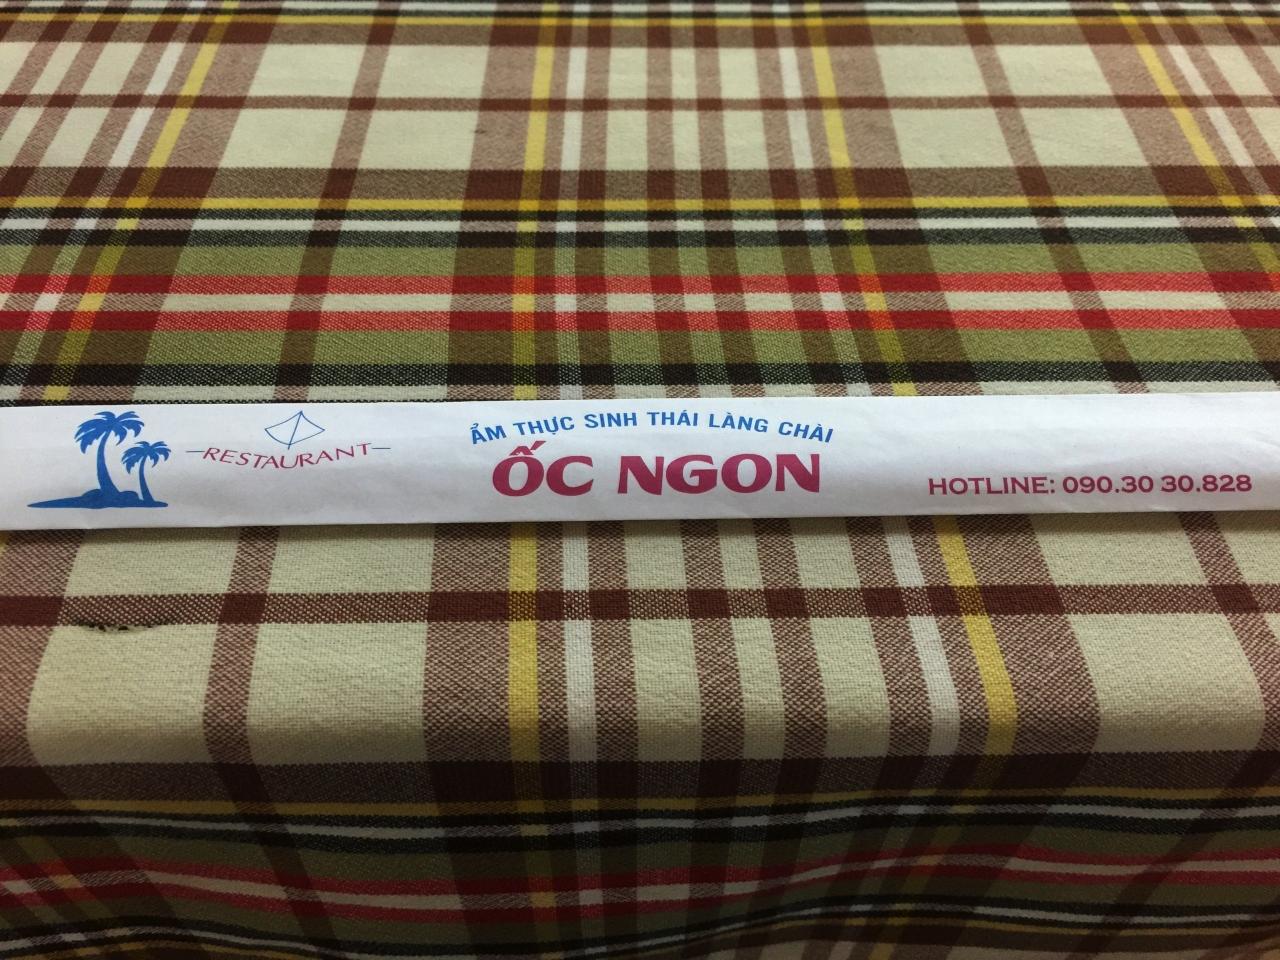 RESTAURANT
ẨM THỰC SINH THÁI LÀNG CHÀI
ỐC NGON
HOTLINE: 090.30 30.828